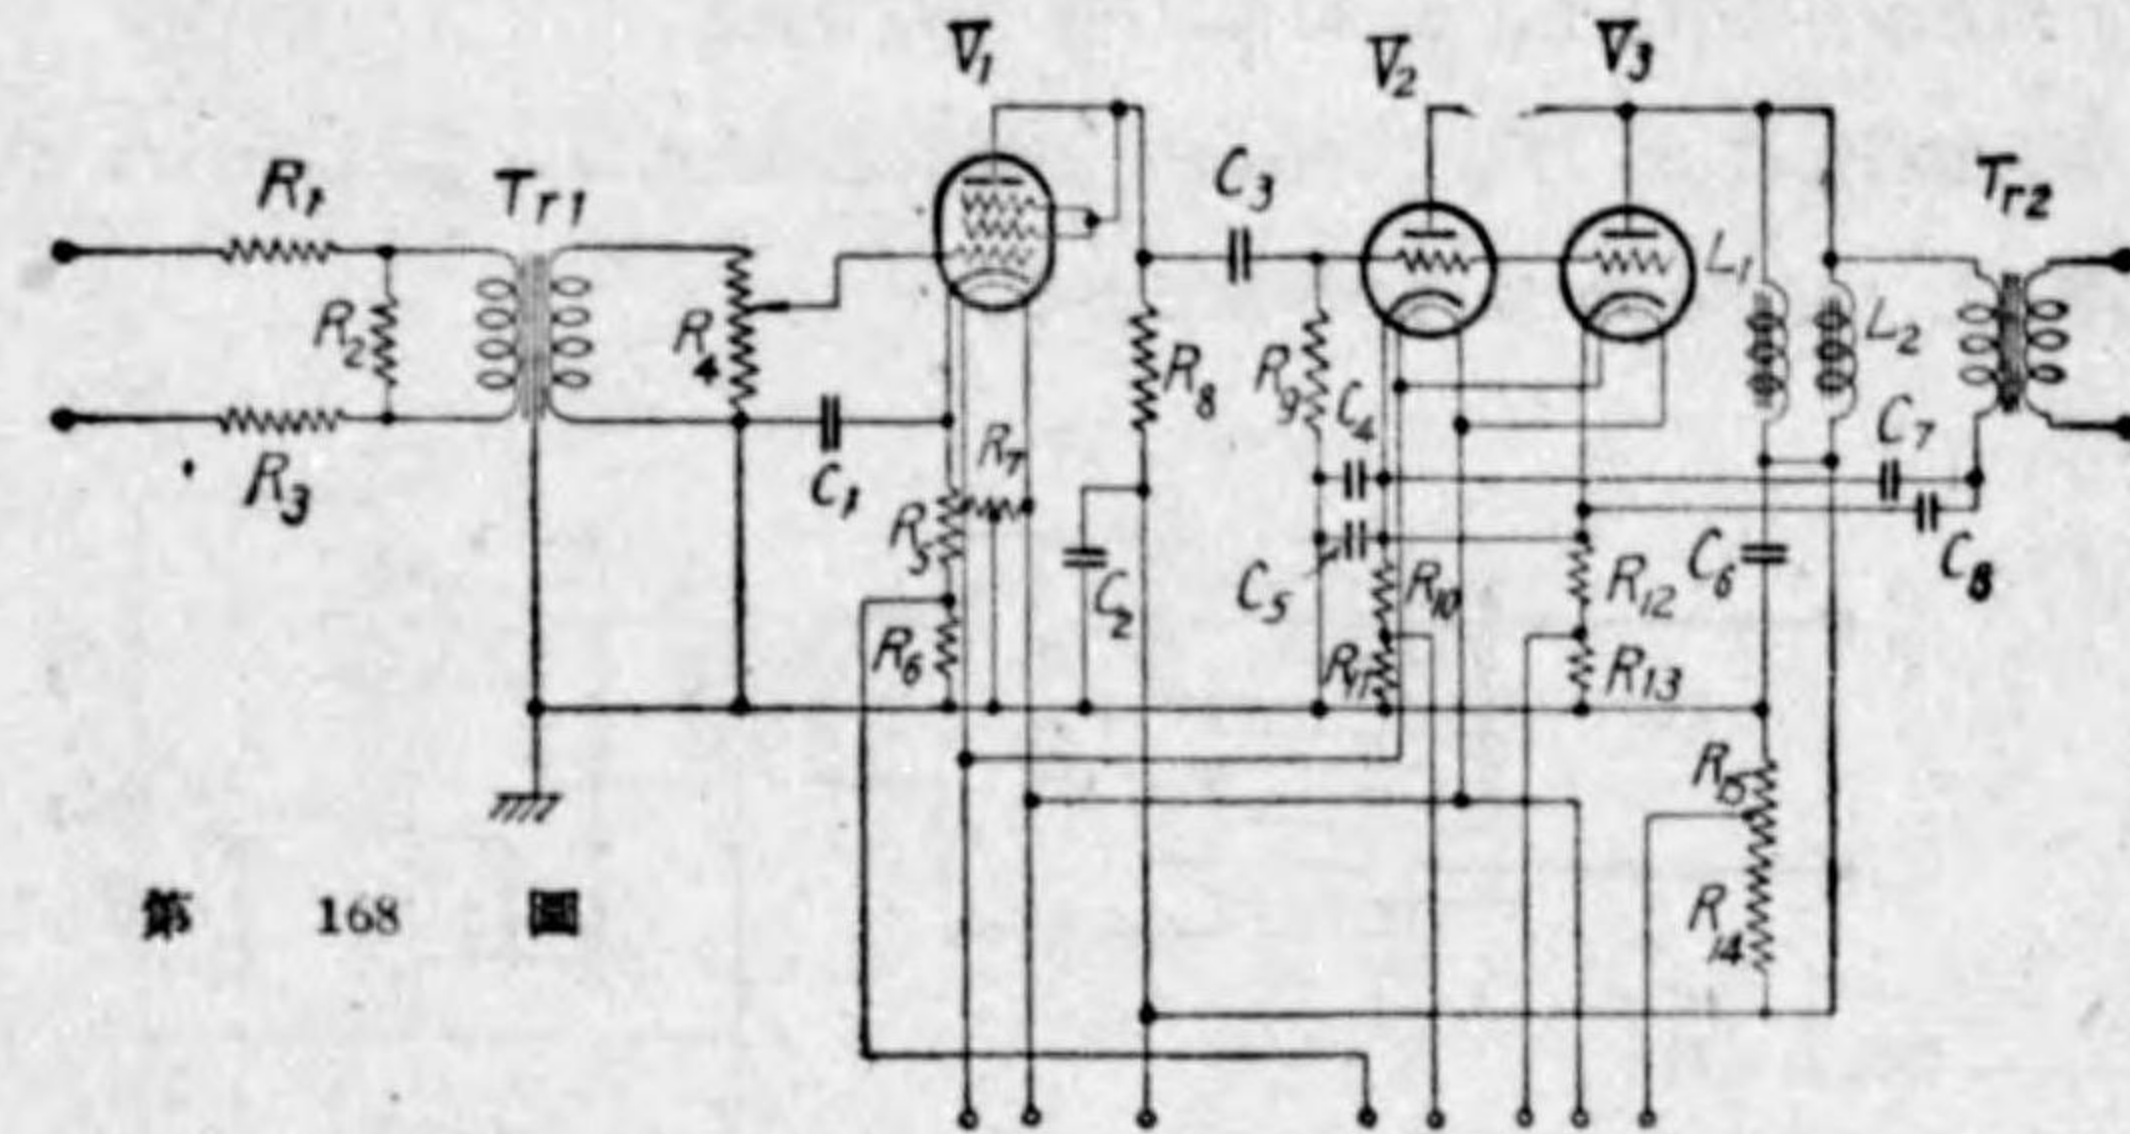 V1
V2
V3
R1
Tr1
C3
Tr2
R2
R4
R8
R9
C4
L1
L2
C7
R3
C1
R7
R5
C2
C5
R10
R12
C6
C8
R6
R11
R13
R15
R14
第 168 圖